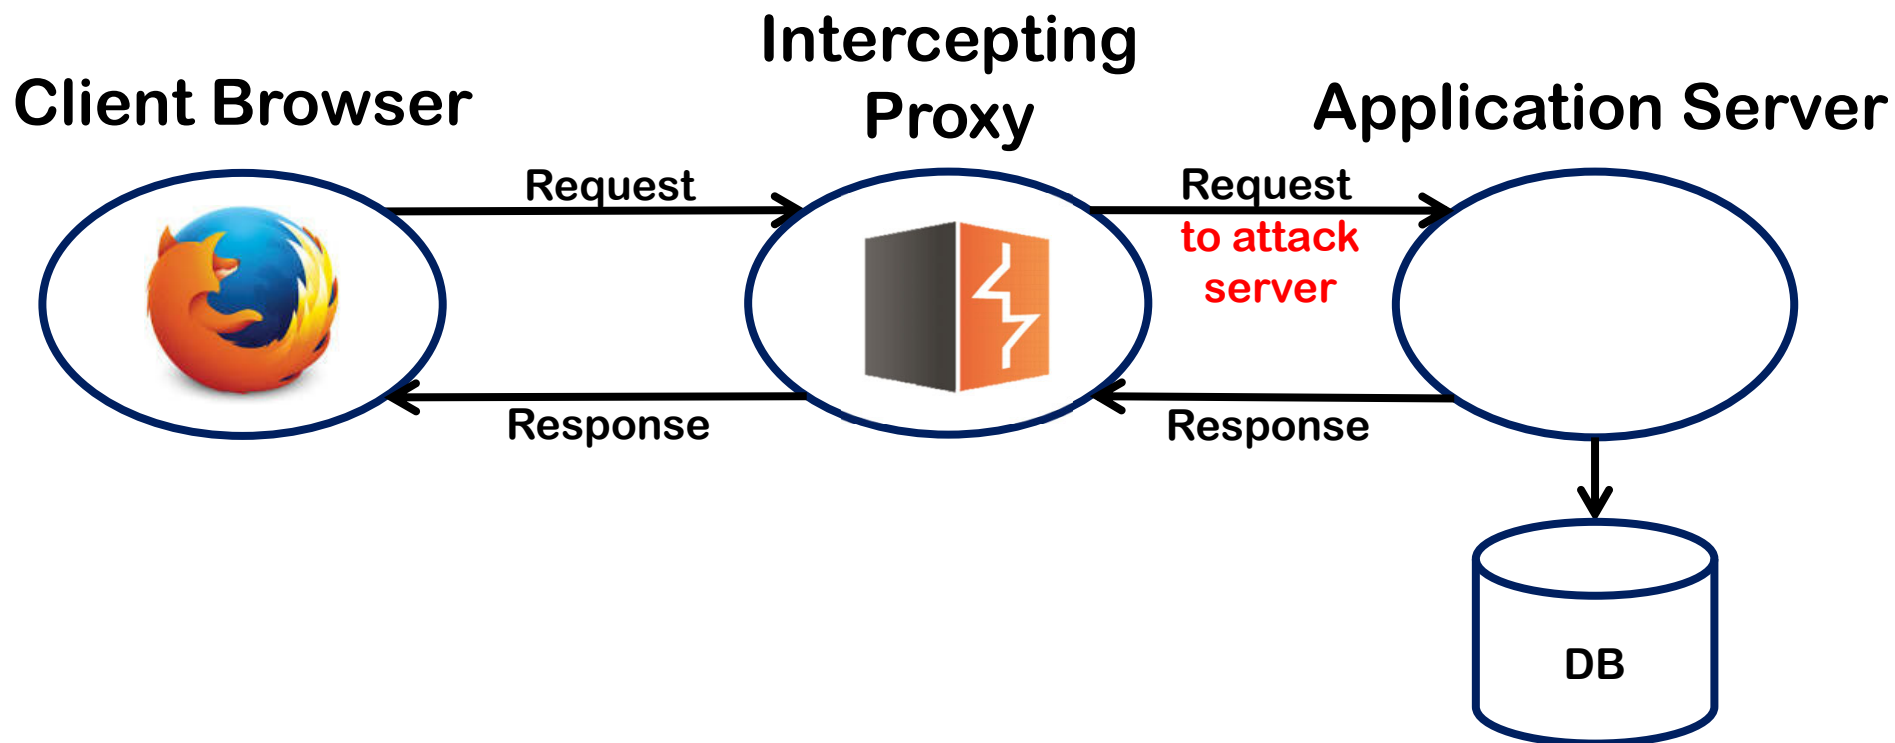 Client Browser
Intercepting
Proxy
Application Server
Request
Request
to attack
server
Response
Response
DB